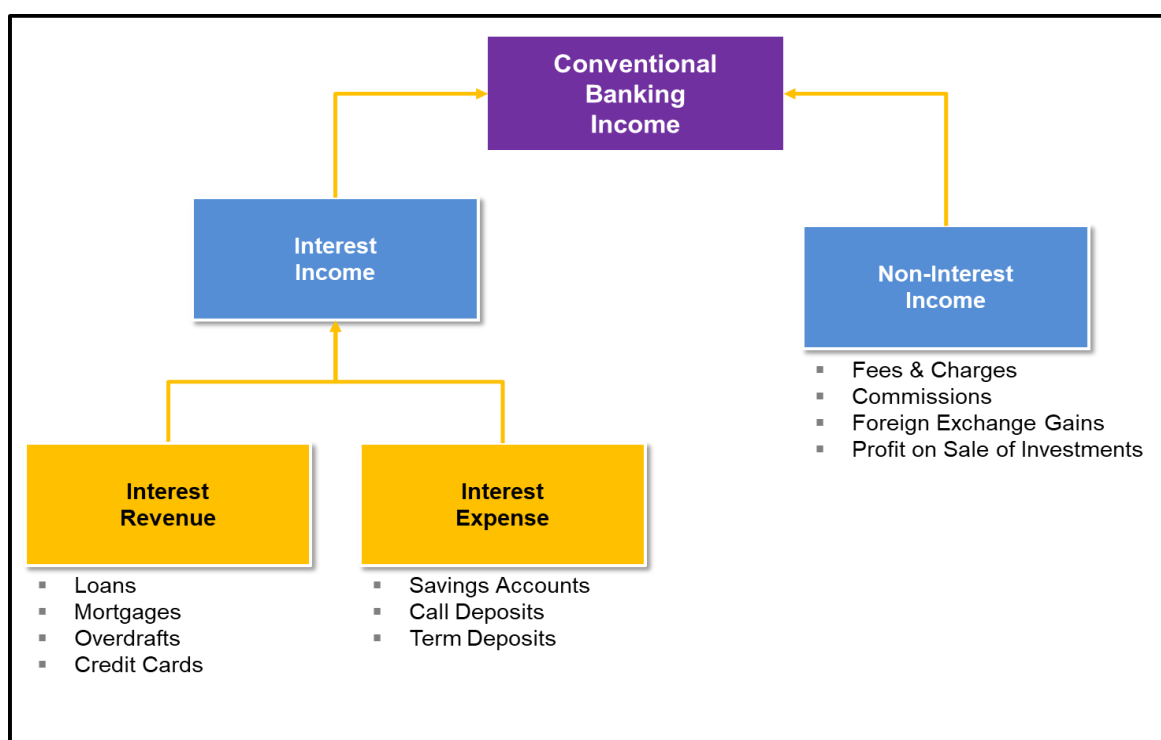 Conventional
Banking
Income
Interest
Income
Non-Interest
Income
Fees & Charges
Commissions
Foreign Exchange Gains
Profit on Sale of Investments
Interest
Revenue
Interest
Expense
Loans
Mortgages
Overdrafts
Credit Cards
Savings Accounts
Call Deposits
Term Deposits